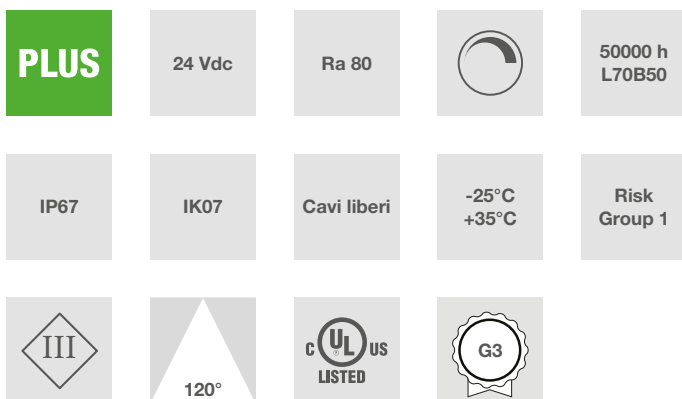 PLUS
24 Vdc
Ra 80
50000 h
L70B50
IP67
IK07
Cavi liberi
-25°C
+35°C
Risk
Group 1
III
120°
C UL® US
LISTED
G3